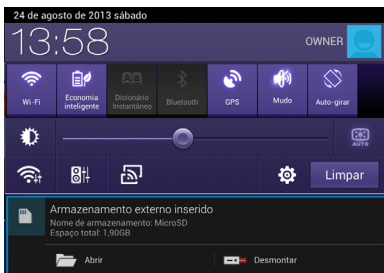 24 de agosto de 2013 sábado
13:58
OWNER
Wi-Fi
Economia
inteligente
Dicionário
Instantâneo
Bluetooth
GPS
Mudo
Auto-girar
AUTO
Limpar
Armazenamento externo inserido
Nome de armazenamento: MicroSD
Espaço total: 1,90GB
Abrir
Desmontar